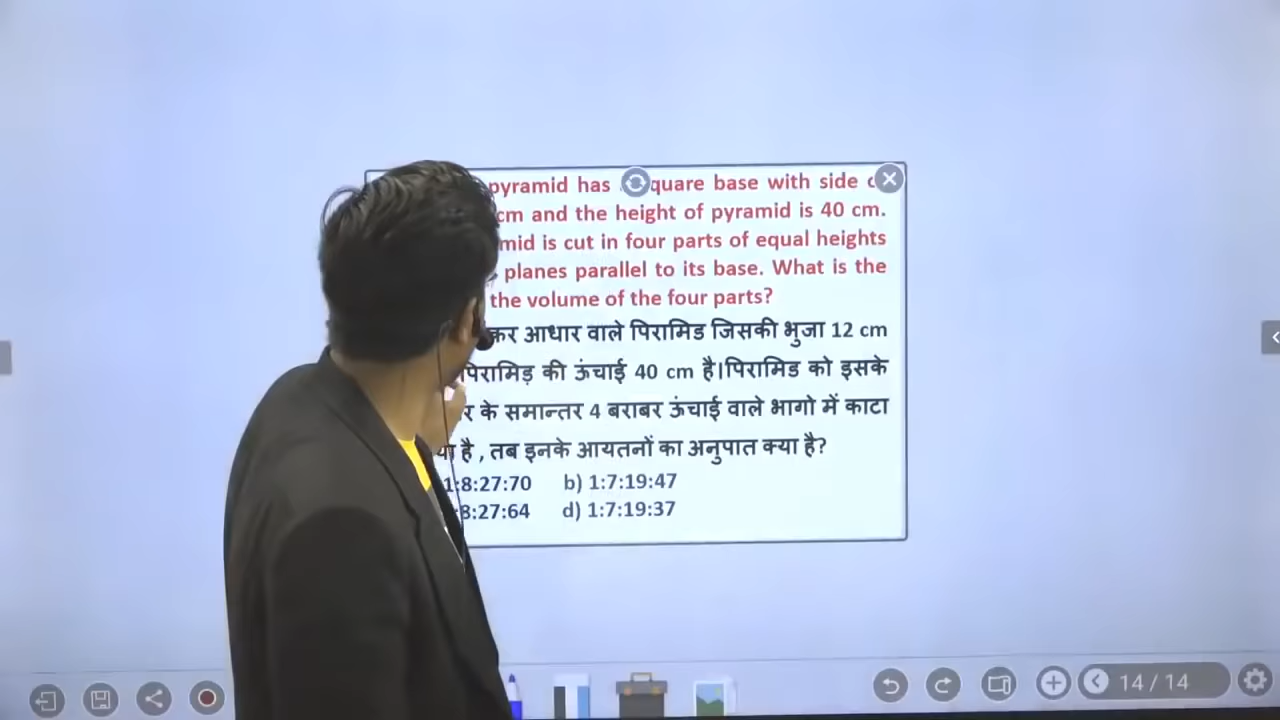 pyramid has quare base with side
cm and the height of pyramid is 40 cm.
mid is cut in four parts of equal heights
planes parallel to its base. What is the
the volume of the four parts?
आधार वाले पिरामिड जिसकी भुजा 12 cm
पिरामिड़ की ऊंचाई 40 cm है।पिरामिड को इसके
र के समान्तर 4 बराबर ऊंचाई वाले भागो में काटा
है , तब इनके आयतनों का अनुपात क्या है?
1:8:27:70 b) 1:7:19:47
:8:27:64 d) 1:7:19:37
14 / 14